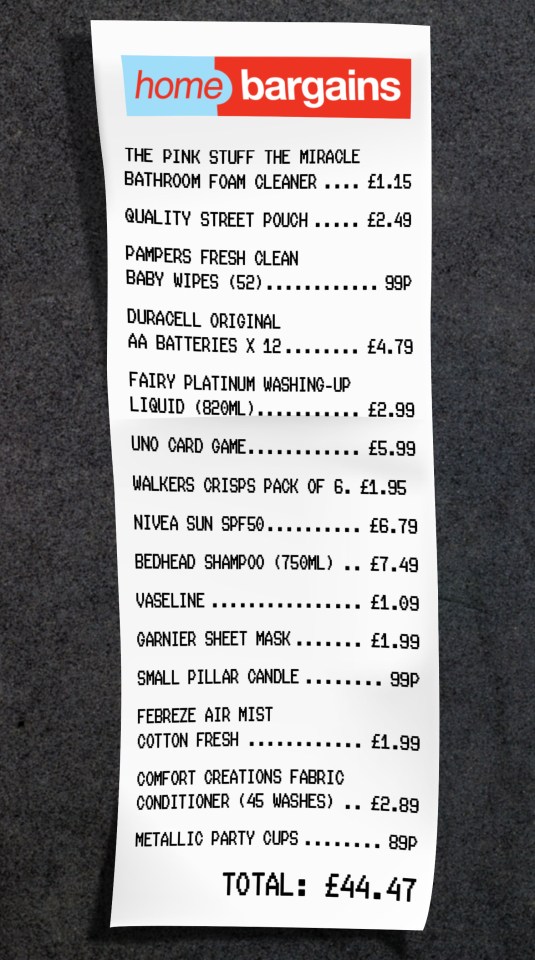 home bargains
THE PINK STUFF THE MIRACLE
BATHROOM FOAM CLEANER .... £1.15
QUALITY STREET POUCH ..... £2.49
PAMPERS FRESH CLEAN
BABY WIPES (52)............ 99P
DURACELL ORIGINAL
AA BATTERIES X 12........ £4.79
FAIRY PLATINUM WASHING-UP
LIQUID (820ML)........... £2.99
UNO CARD GAME............ £5.99
WALKERS CRISPS PACK OF 6. £1.95
NIVEA SUN SPF50.......... £6.79
BEDHEAD SHAMPOO (750ML) .. £7.49
VASELINE ................ £1.09
GARNIER SHEET MASK....... £1.99
SMALL PILLAR CANDLE ........ 99P
FEBREZE AIR MIST
COTTON FRESH ............ £1.99
COMFORT CREATIONS FABRIC
CONDITIONER (45 WASHES) .. £2.89
METALLIC PARTY CUPS ........ 89P
TOTAL: £44.47